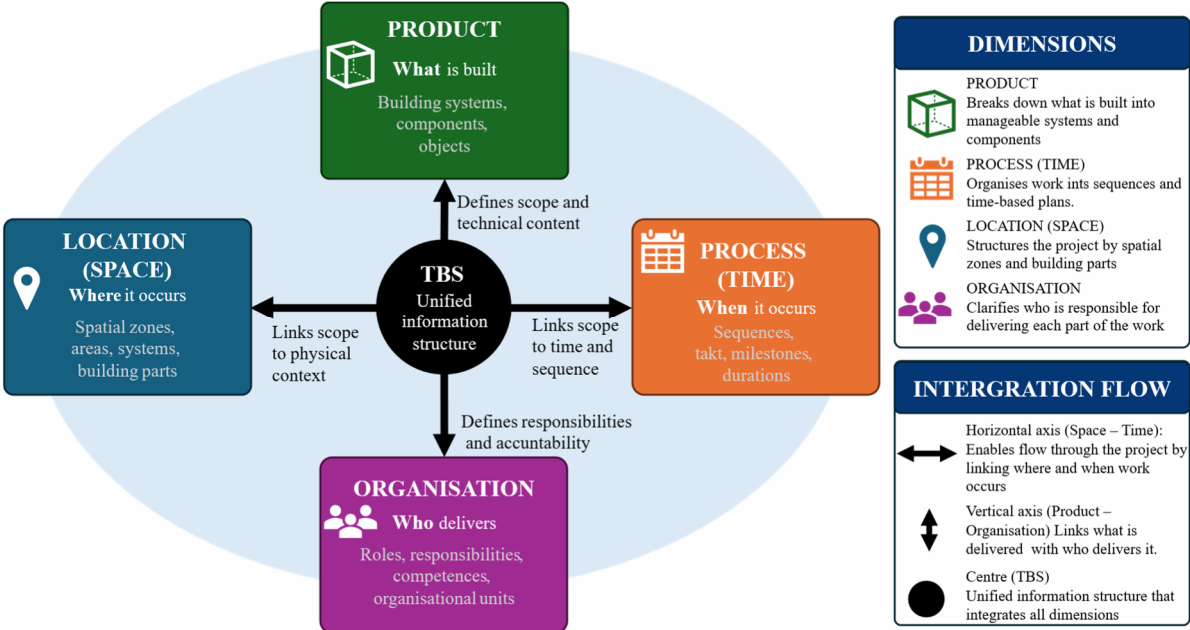 PRODUCT
What is built
Building systems,
components,
objects
Defines scope and
technical content
LOCATION
(SPACE)
Where it occurs
Spatial zones,
areas, systems,
building parts
Links scope
to physical
context
TBS
Unified
information
structure
Links scope
to time and
sequence
PROCESS
(TIME)
When it occurs
Sequences,
takt, milestones,
durations
Defines responsibilities
and accuntability
ORGANISATION
Who delivers
Roles, responsibilities,
competences,
organisational units
DIMENSIONS
PRODUCT
Breaks down what is built into
manageable systems and
components
PROCESS (TIME)
Organises work ints sequences and
time-based plans.
LOCATION (SPACE)
Structures the project by spatial
zones and building parts
ORGANISATION
Clarifies who is responsible for
delivering each part of the work
INTERGRATION FLOW
Horizontal axis (Space – Time):
Enables flow through the project by
linking where and when work
occurs
Vertical axis (Product –
Organisation) Links what is
delivered with who delivers it.
Centre (TBS)
Unified information structure that
integrates all dimensions